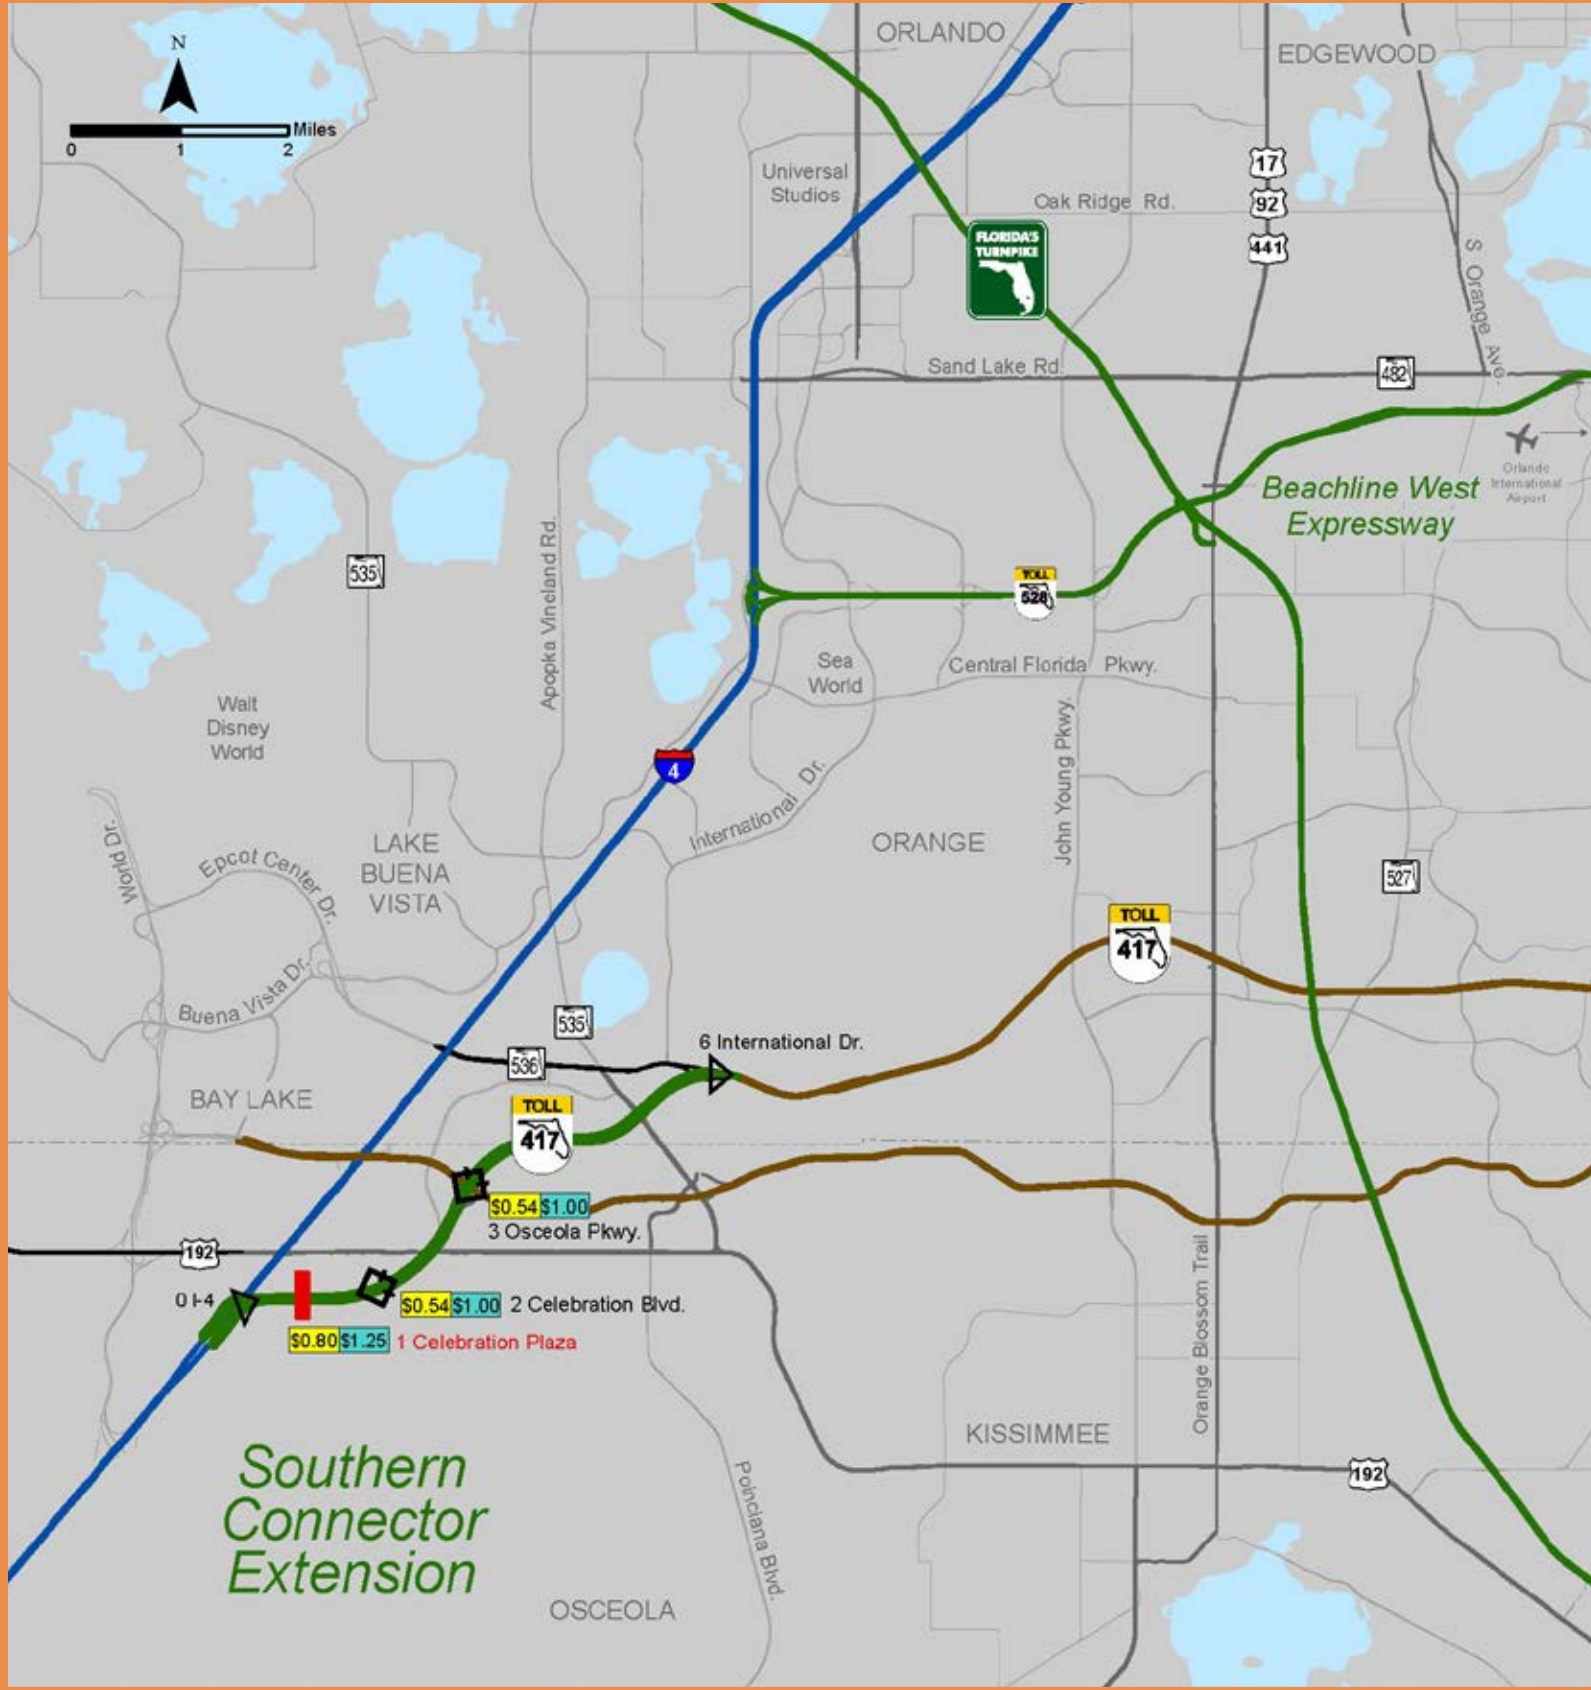 ORLANDO
EDGEWOOD
N
Miles
0 1 2
Universal
Studios
17
92
441
Oak Ridge Rd.
FLORIDA'S
TURNPIKE
S Orange Ave.
Sand Lake Rd.
482
Orlando
International
Airport
Beachline West
Expressway
535
Apopka Vineland Rd.
TOLL
528
Sea
World
Central Florida Pkwy.
Walt
Disney
World
4
John Young Pkwy.
International Dr.
World Dr.
Epcot Center Dr.
LAKE
BUENA
VISTA
ORANGE
527
TOLL
417
Buena Vista Dr.
535
6 International Dr.
536
BAY LAKE
TOLL
417
$0.54 $1.00
3 Osceola Pkwy.
192
0 I-4
$0.54 $1.00 2 Celebration Blvd.
$0.80 $1.25 1 Celebration Plaza
Orange Blossom Trail
KISSIMMEE
192
Southern
Connector
Extension
Poinciana Blvd.
OSCEOLA